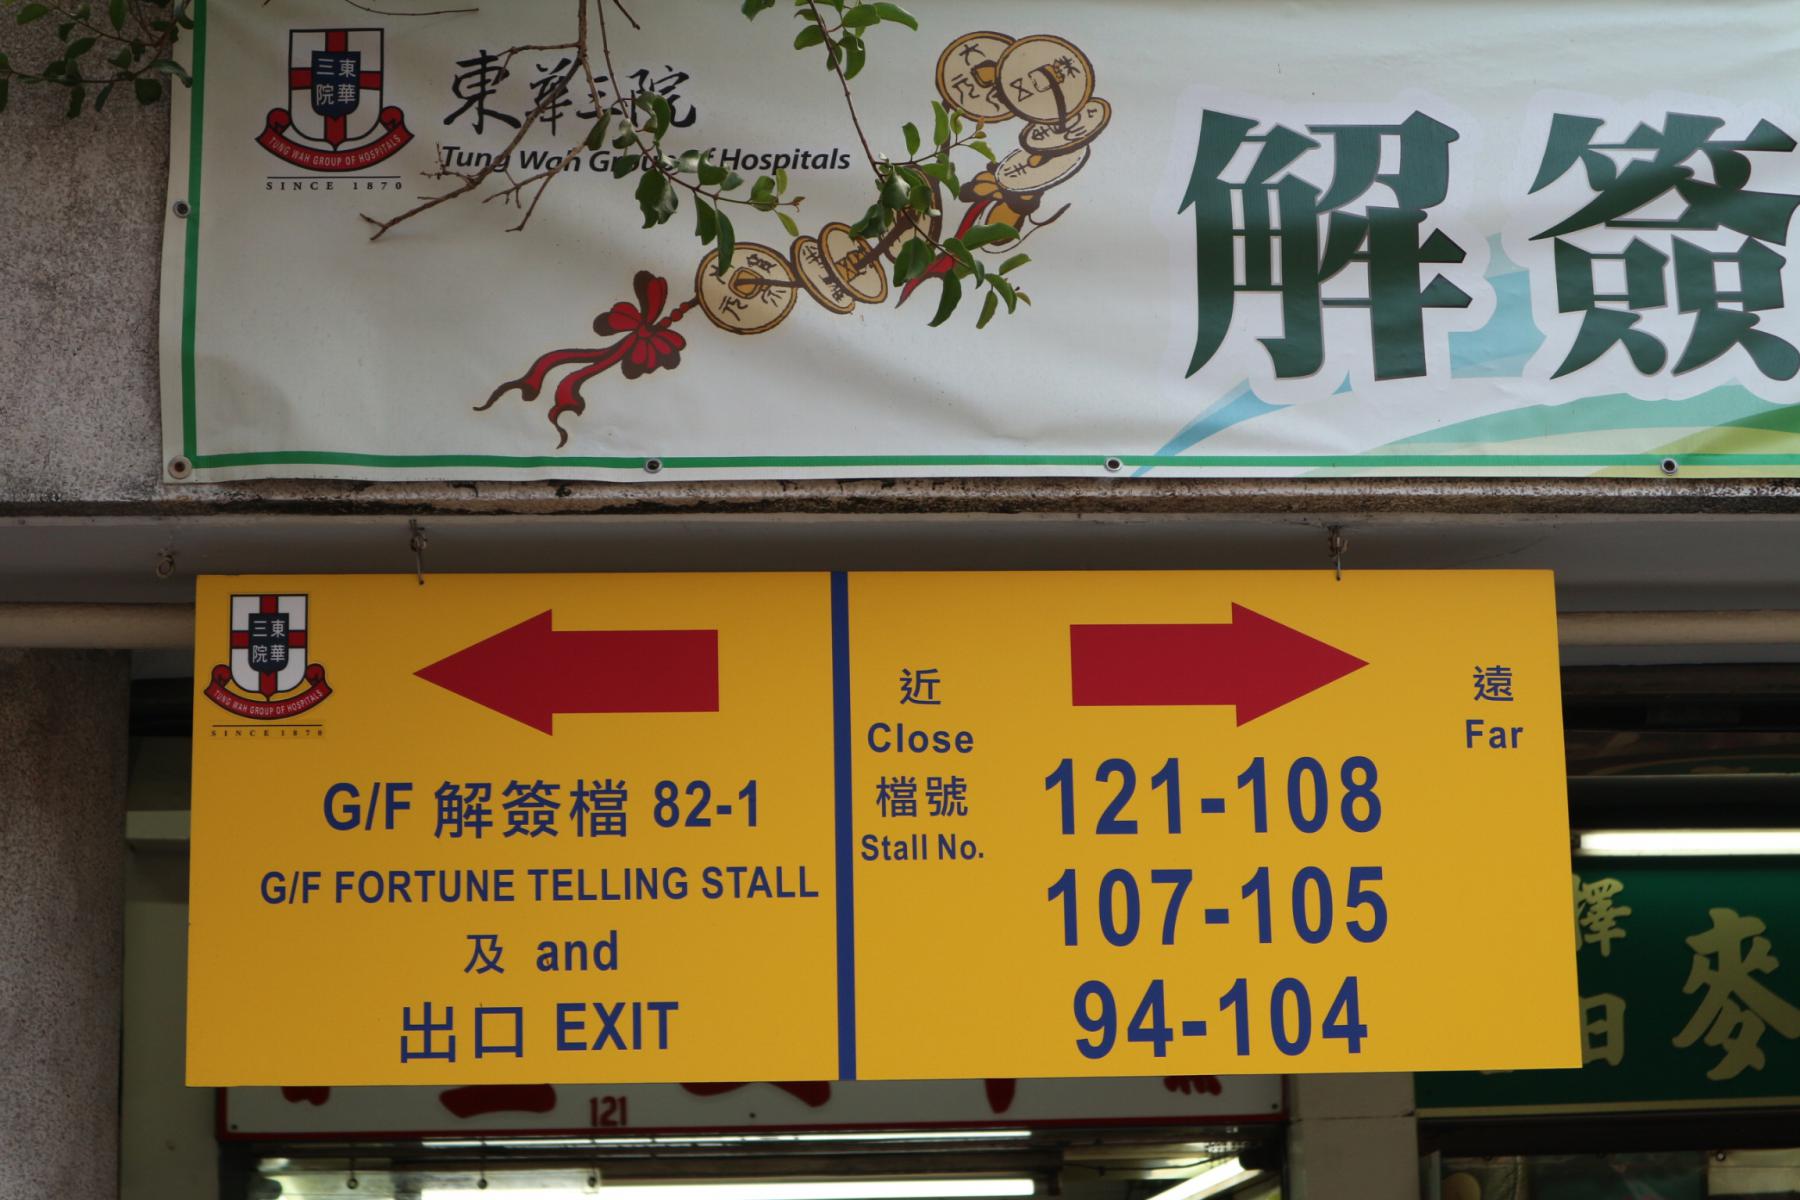 東華三院
TUNG WAH GROUP OF HOSPITALS
SINCE 1870
東華三院
Tung Wah Group of Hospitals
解簽
東華三院
TUNG WAH GROUP OF HOSPITALS
SINCE 1870
G/F 解簽檔 82-1
G/F FORTUNE TELLING STALL
及 and
出口 EXIT
近
Close
檔號
Stall No.
遠
Far
121-108
107-105
94-104
擇
日
麥
121